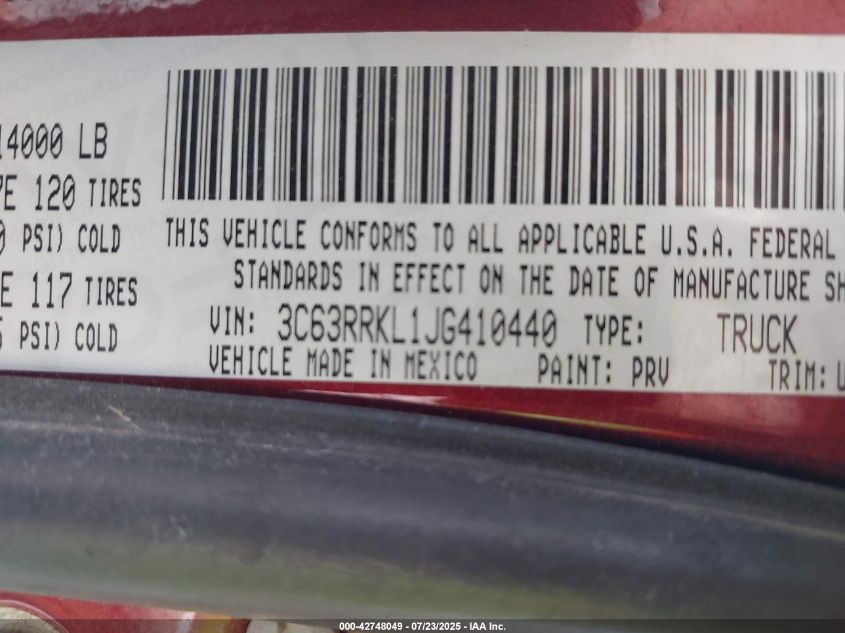 14000 LB
E 120 TIRES
PSI) COLD
E 117 TIRES
PSI) COLD
THIS VEHICLE CONFORMS TO ALL APPLICABLE U.S.A. FEDERAL
STANDARDS IN EFFECT ON THE DATE OF MANUFACTURE SH
VIN: 3C63RRKL1JG410440 TYPE: TRUCK
VEHICLE MADE IN MEXICO PAINT: PRV TRIM:
000-42748049 - 07/23/2025 - IAA Inc.